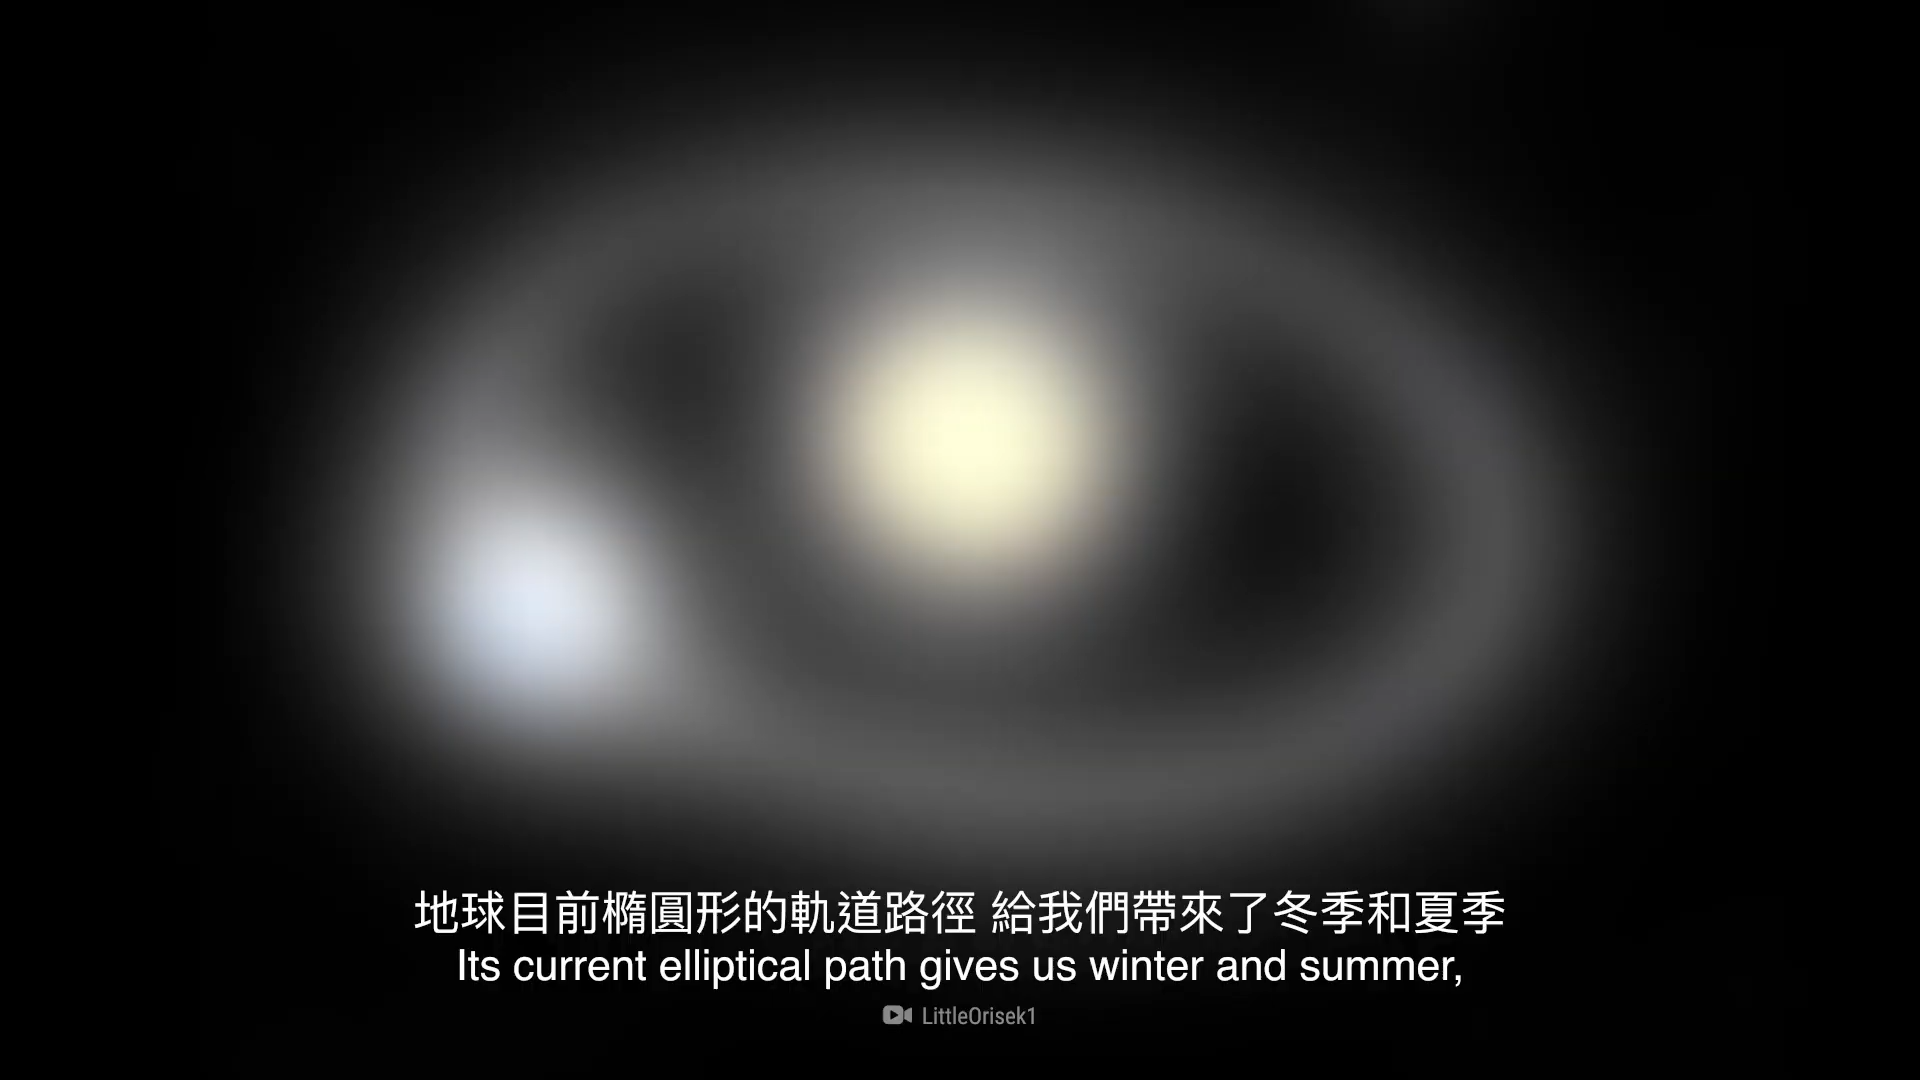 地球目前橢圓形的軌道路徑 給我們帶來了冬季和夏季
Its current elliptical path gives us winter and summer,
LittleOrisek1